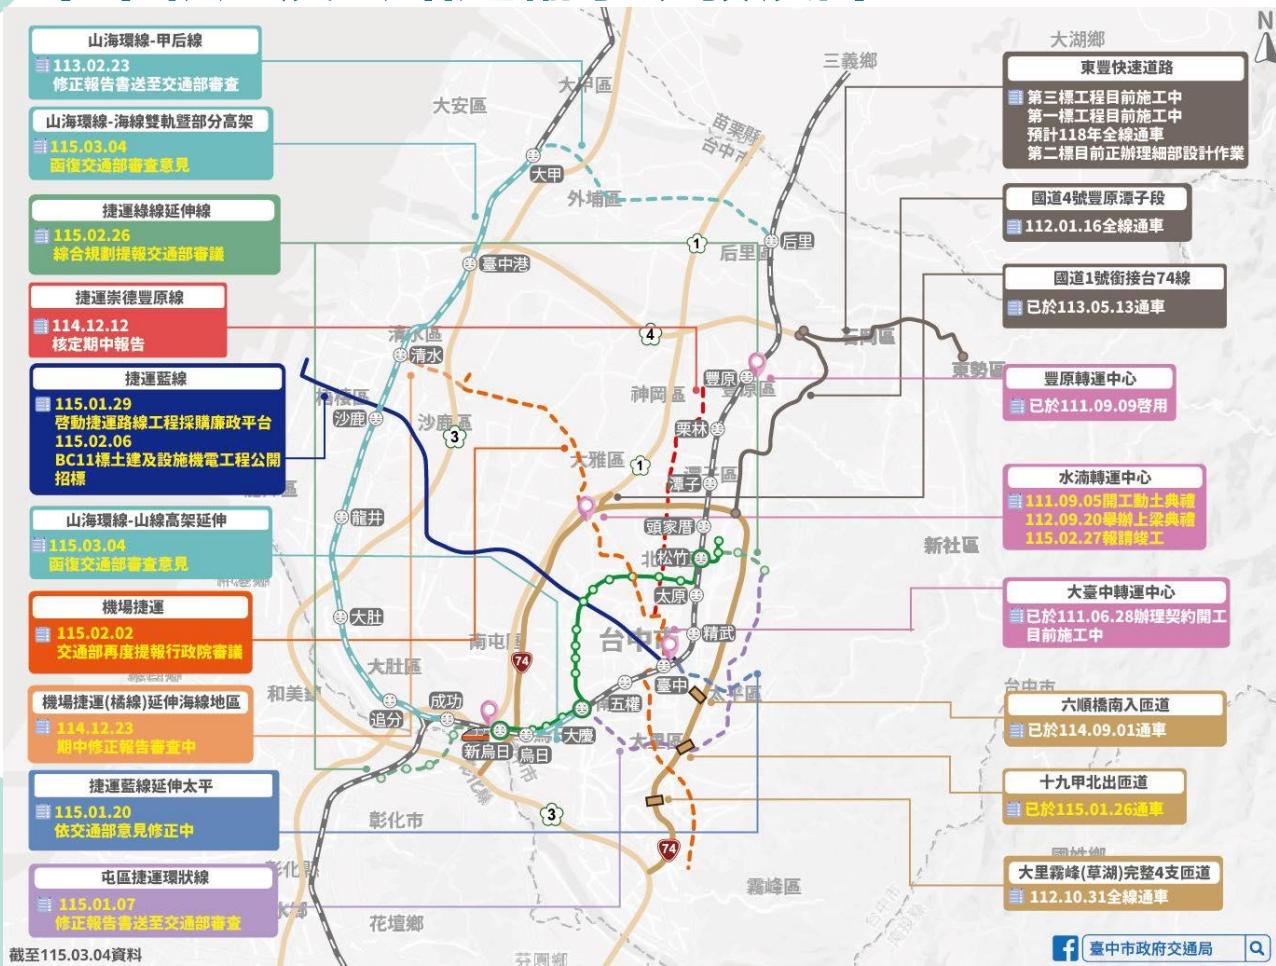 山海環線-甲后線
113.02.23
修正報告書送至交通部審查
山海環線-海線雙軌暨部分高架
115.03.04
函復交通部審查意見
捷運綠線延伸線
115.02.26
綜合規劃提報交通部審議
捷運崇德豐原線
114.12.12
核定期中報告
捷運藍線
115.01.29
啓動捷運路線工程採購廉政平台
115.02.06
BC11標土建及設施機電工程公開
招標
山海環線-山線高架延伸
115.03.04
函復交通部審查意見
機場捷運
115.02.02
交通部再度提報行政院審議
機場捷運(橘線)延伸海線地區
114.12.23
期中修正報告審查中
捷運藍線延伸太平
115.01.20
依交通部意見修正中
屯區捷運環狀線
115.01.07
修正報告書送至交通部審查
截至115.03.04資料
大安區
大甲區
三義鄉
大湖鄉
苗栗縣
台中市
大甲
外埔區
后里區
后里
臺中港
1
4
清水區
清水
神岡區
豐原
豐原區
東勢區
沙鹿
沙鹿區
3
栗林
大雅區
1
潭子
潭子區
龍井
頭家厝
新社區
松竹
太原
大肚
南屯區
台中市
精武
74
大肚區
和美鎮
臺中
太平區
五權
成功
追分
新烏日
烏日
大慶
大里區
彰化市
3
74
霧峰區
花壇鄉
芬園鄉
台中市
國姓鄉
N
東豐快速道路
第三標工程目前施工中
第一標工程目前施工中
預計118年全線通車
第二標目前正辦理細部設計作業
國道4號豐原潭子段
112.01.16全線通車
國道1號銜接台74線
已於113.05.13通車
豐原轉運中心
已於111.09.09啓用
水湳轉運中心
111.09.05開工動土典禮
112.09.20舉辦上梁典禮
115.02.27報請竣工
大臺中轉運中心
已於111.06.28辦理契約開工
目前施工中
六順橋南入匝道
已於114.09.01通車
十九甲北出匝道
已於115.01.26通車
大里霧峰(草湖)完整4支匝道
112.10.31全線通車
臺中市政府交通局